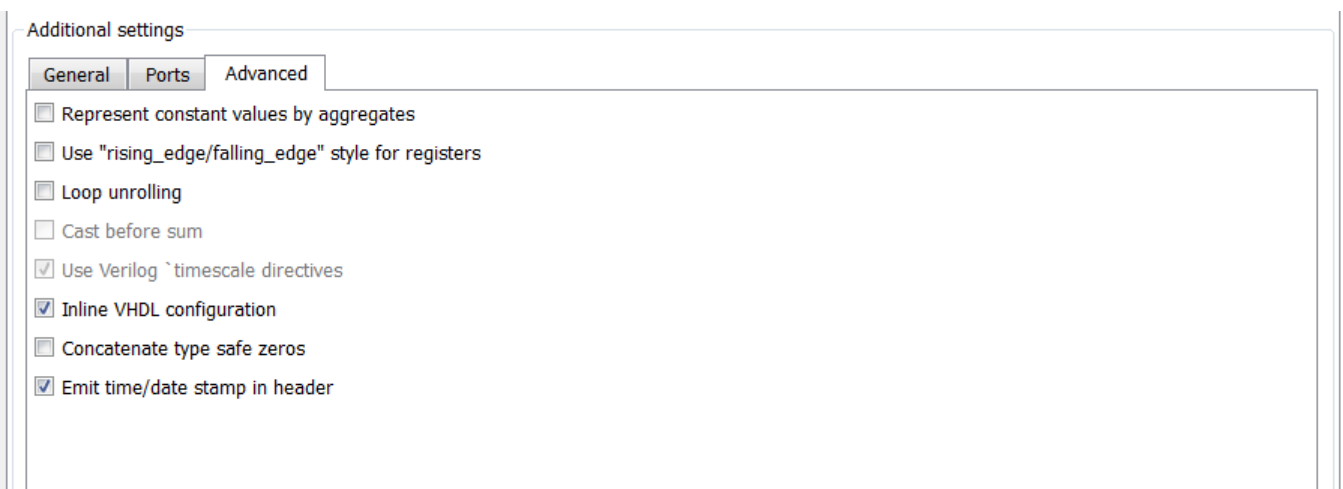 Additional settings
General Ports Advanced
Represent constant values by aggregates
Use "rising_edge/falling_edge" style for registers
Loop unrolling
Cast before sum
Use Verilog `timescale directives
Inline VHDL configuration
Concatenate type safe zeros
Emit time/date stamp in header